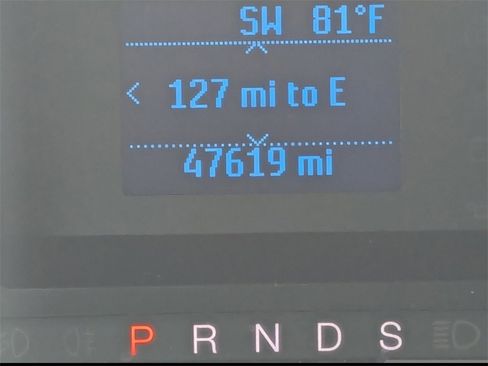 SW 81°F
< 127 mi to E
47619 mi
P R N D S